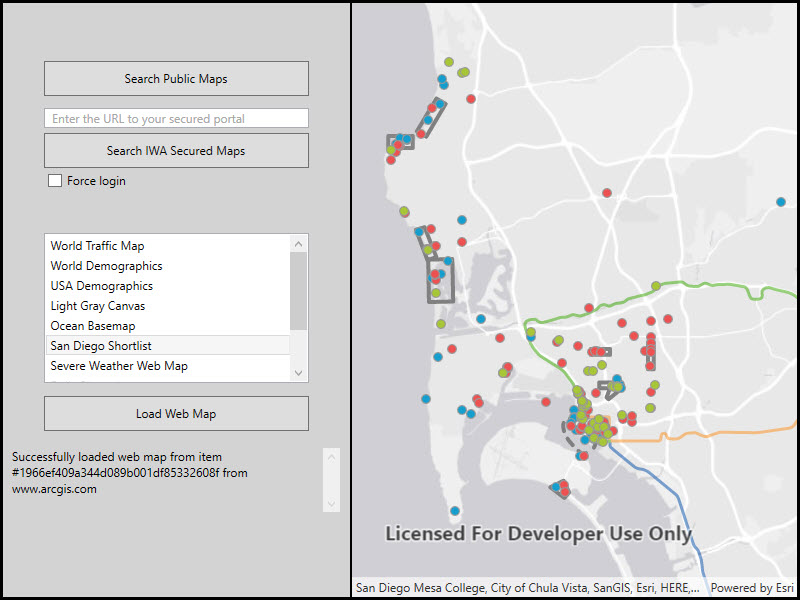 Search Public Maps
Enter the URL to your secured portal
Search IWA Secured Maps
Force login
World Traffic Map
World Demographics
USA Demographics
Light Gray Canvas
Ocean Basemap
San Diego Shortlist
Severe Weather Web Map
Load Web Map
Successfully loaded web map from item
#1966ef409a344d089b001df85332608f from
www.arcgis.com
Licensed For Developer Use Only
San Diego Mesa College, City of Chula Vista, SanGIS, Esri, HERE,... Powered by Esri